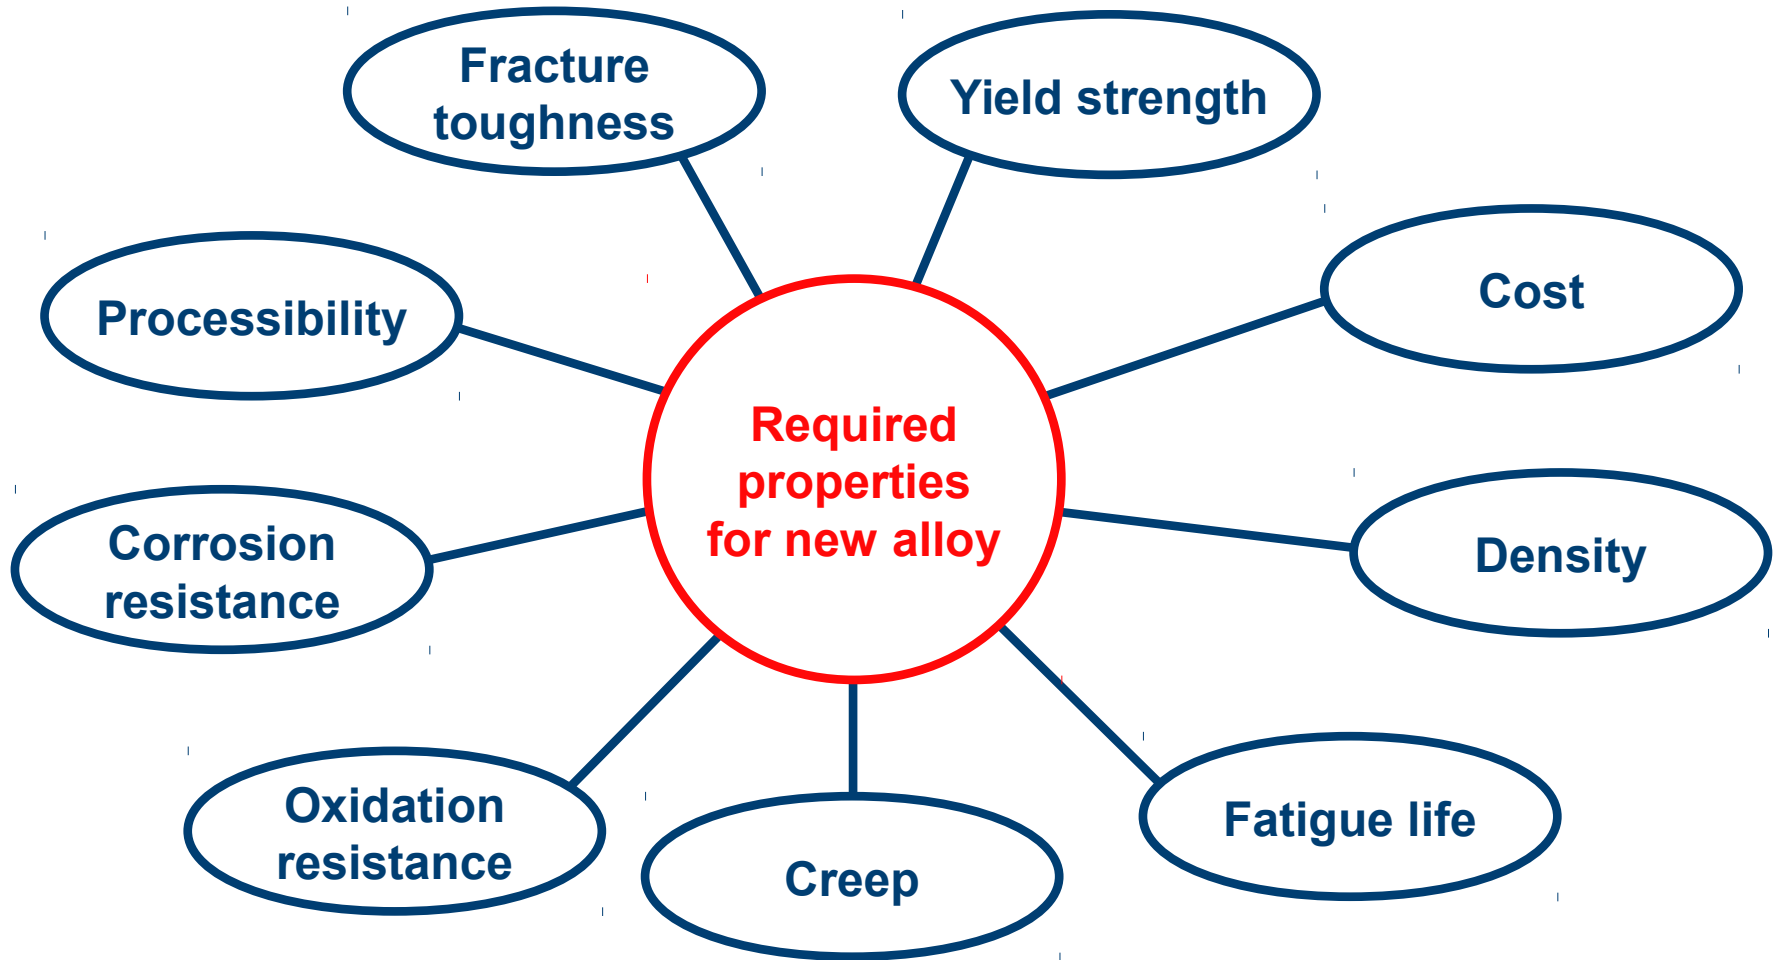 Fracture
toughness
Yield strength
Cost
Processibility
Required
properties
for new alloy
Corrosion
resistance
Density
Oxidation
resistance
Creep
Fatigue life